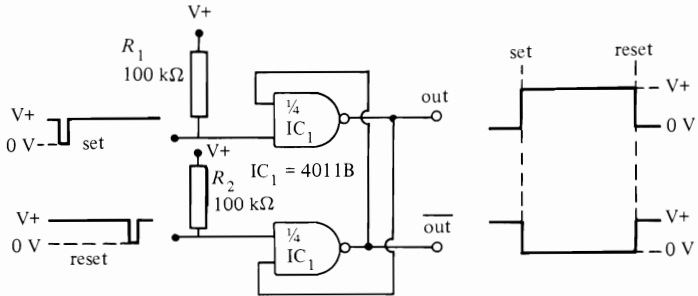 V+
R1
100 kΩ
V+
0 V
set
¼
IC1
out
V+
R2
100 kΩ
IC1 = 4011B
V+
0 V
reset
¼
IC1
out
set
reset
V+
0 V
V+
0 V